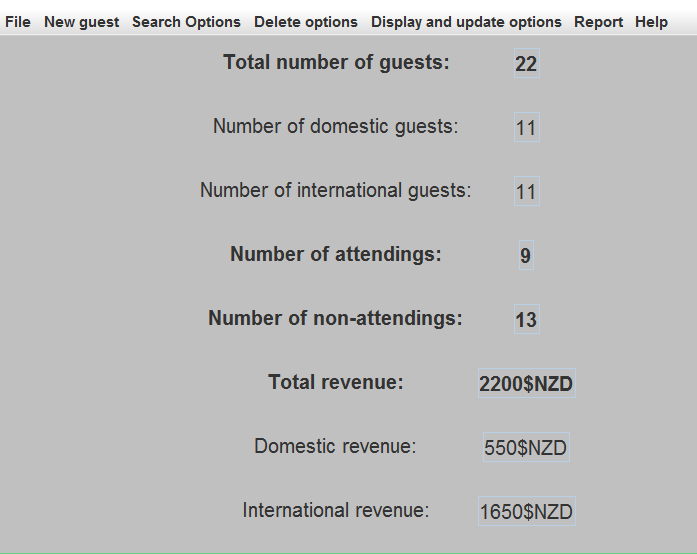 File New guest Search Options Delete options Display and update options Report Help
Total number of guests: 22
Number of domestic guests: 11
Number of international guests: 11
Number of attendings: 9
Number of non-attendings: 13
Total revenue: 2200$NZD
Domestic revenue: 550$NZD
International revenue: 1650$NZD